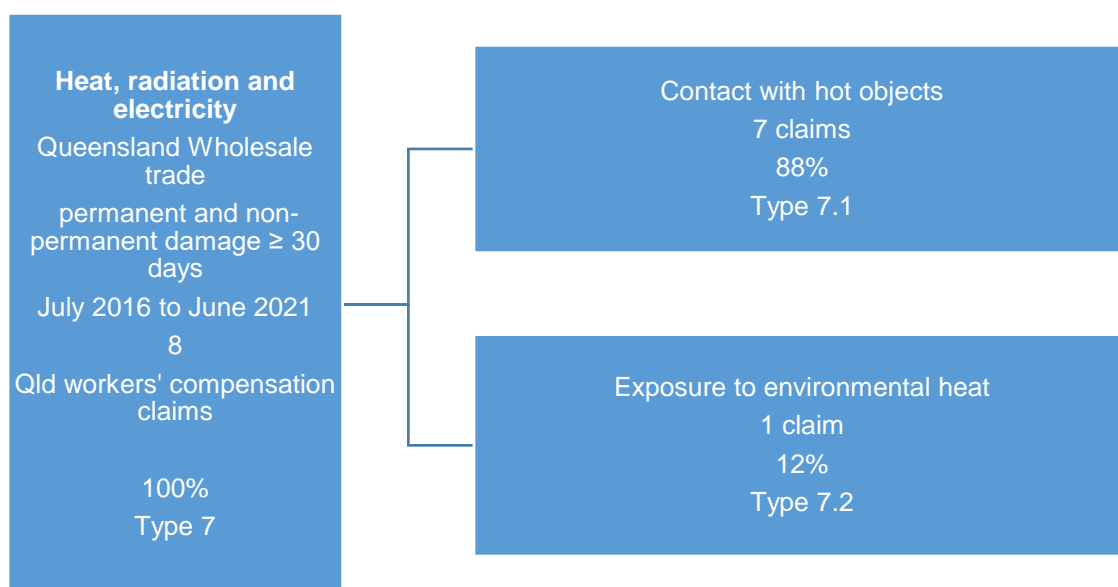 Heat, radiation and
electricity
Queensland Wholesale
trade
permanent and non-
permanent damage ≥ 30
days
July 2016 to June 2021
8
Qld workers' compensation
claims
100%
Type 7
Contact with hot objects
7 claims
88%
Type 7.1
Exposure to environmental heat
1 claim
12%
Type 7.2